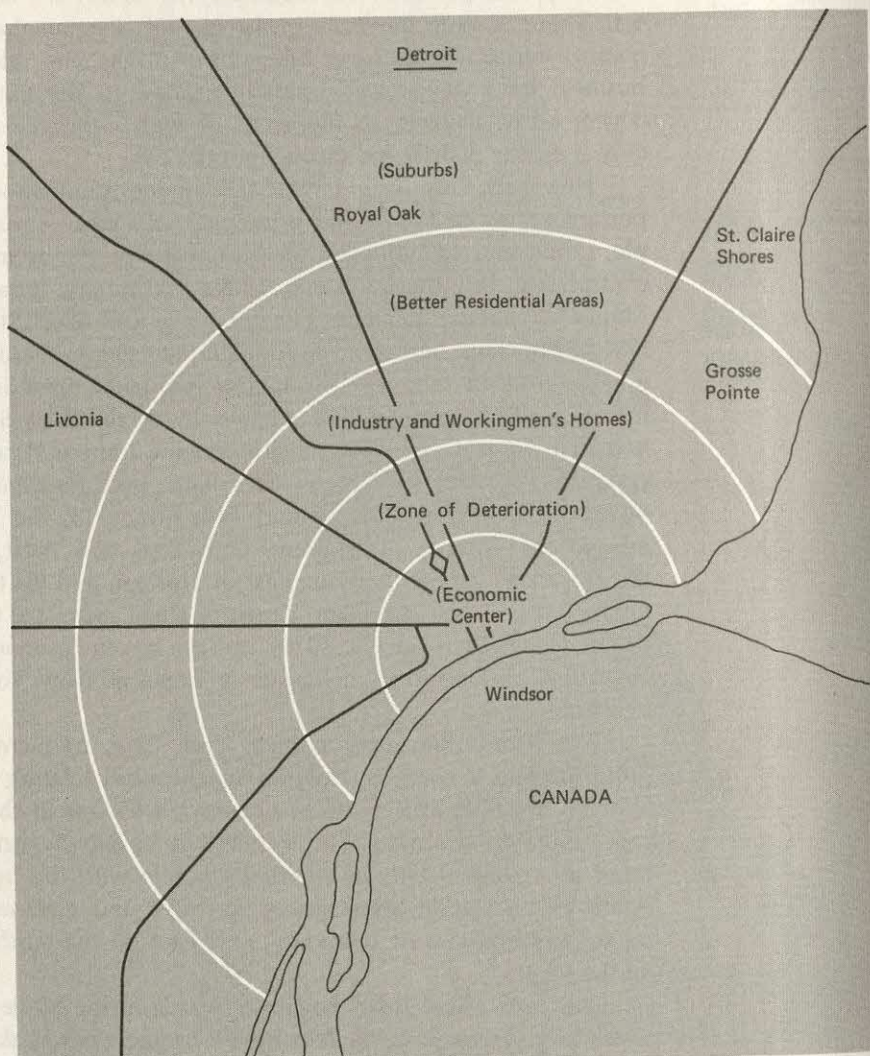 Detroit
(Suburbs)
Royal Oak
St. Claire
Shores
(Better Residential Areas)
Grosse
Pointe
Livonia
(Industry and Workingmen's Homes)
(Zone of Deterioration)
(Economic
Center)
Windsor
CANADA